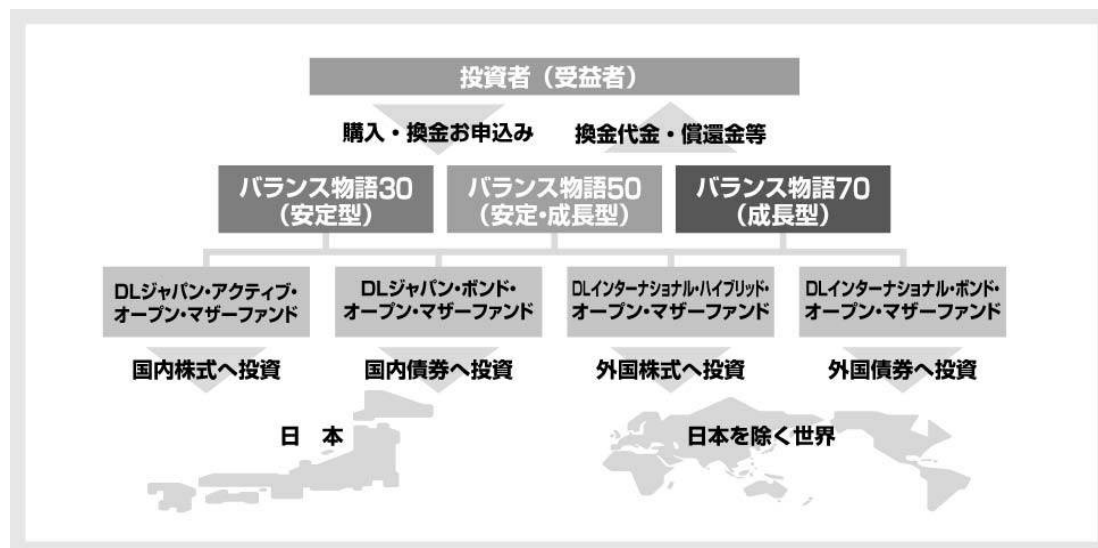 投資者（受益者）
購入・換金お申込み
換金代金・償還金等
バランス物語30
（安定型）
バランス物語50
（安定・成長型）
バランス物語70
（成長型）
DLジャパン・アクティブ・
オープン・マザーファンド
DLジャパン・ボンド・
オープン・マザーファンド
DLインターナショナル・ハイブリッド・
オープン・マザーファンド
DLインターナショナル・ボンド・
オープン・マザーファンド
国内株式へ投資
国内債券へ投資
外国株式へ投資
外国債券へ投資
日　本
日本を除く世界